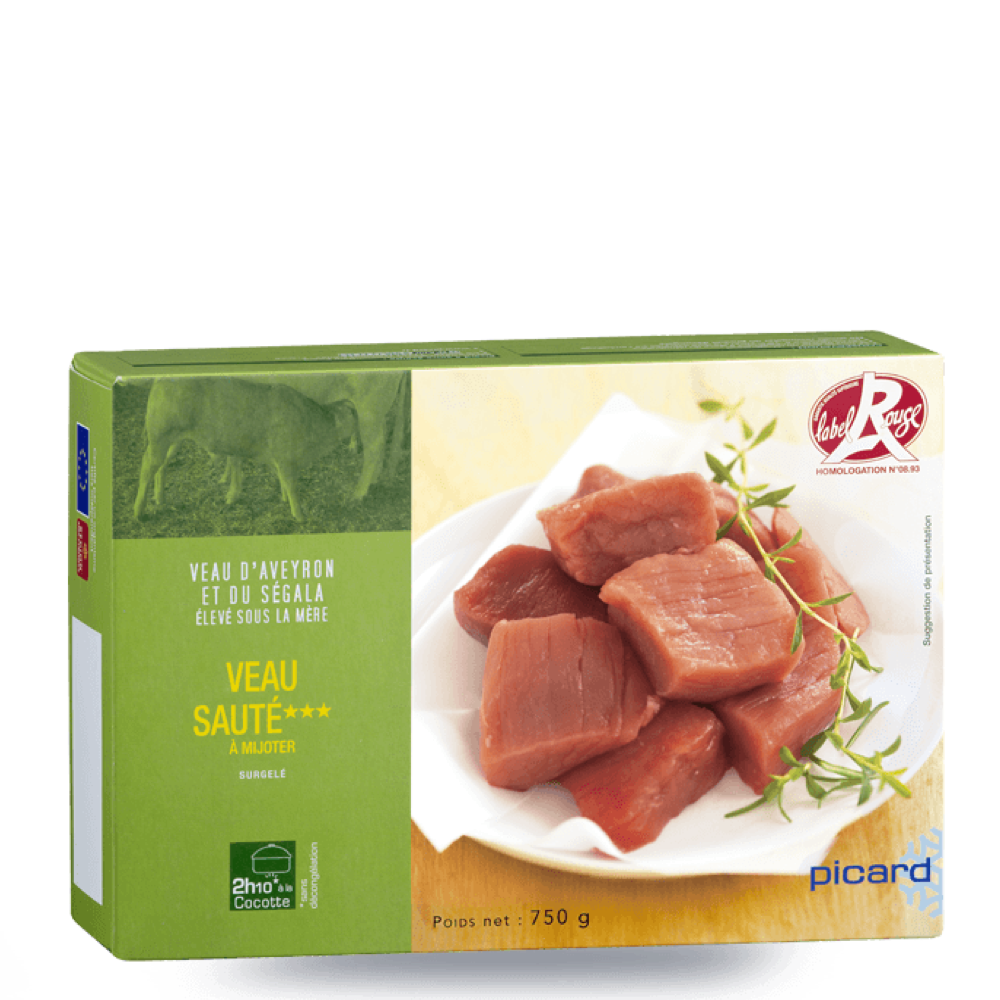 label Rouge
HOMOLOGATION N°08.93
VEAU D'AVEYRON
ET DU SÉGALA
ÉLEVÉ SOUS LA MÈRE
VEAU
SAUTÉ***
À MIJOTER
SURGELÉ
2h10* à la
Cocotte
*sans
décongélation
Suggestion de présentation
picard
POIDS net : 750 g